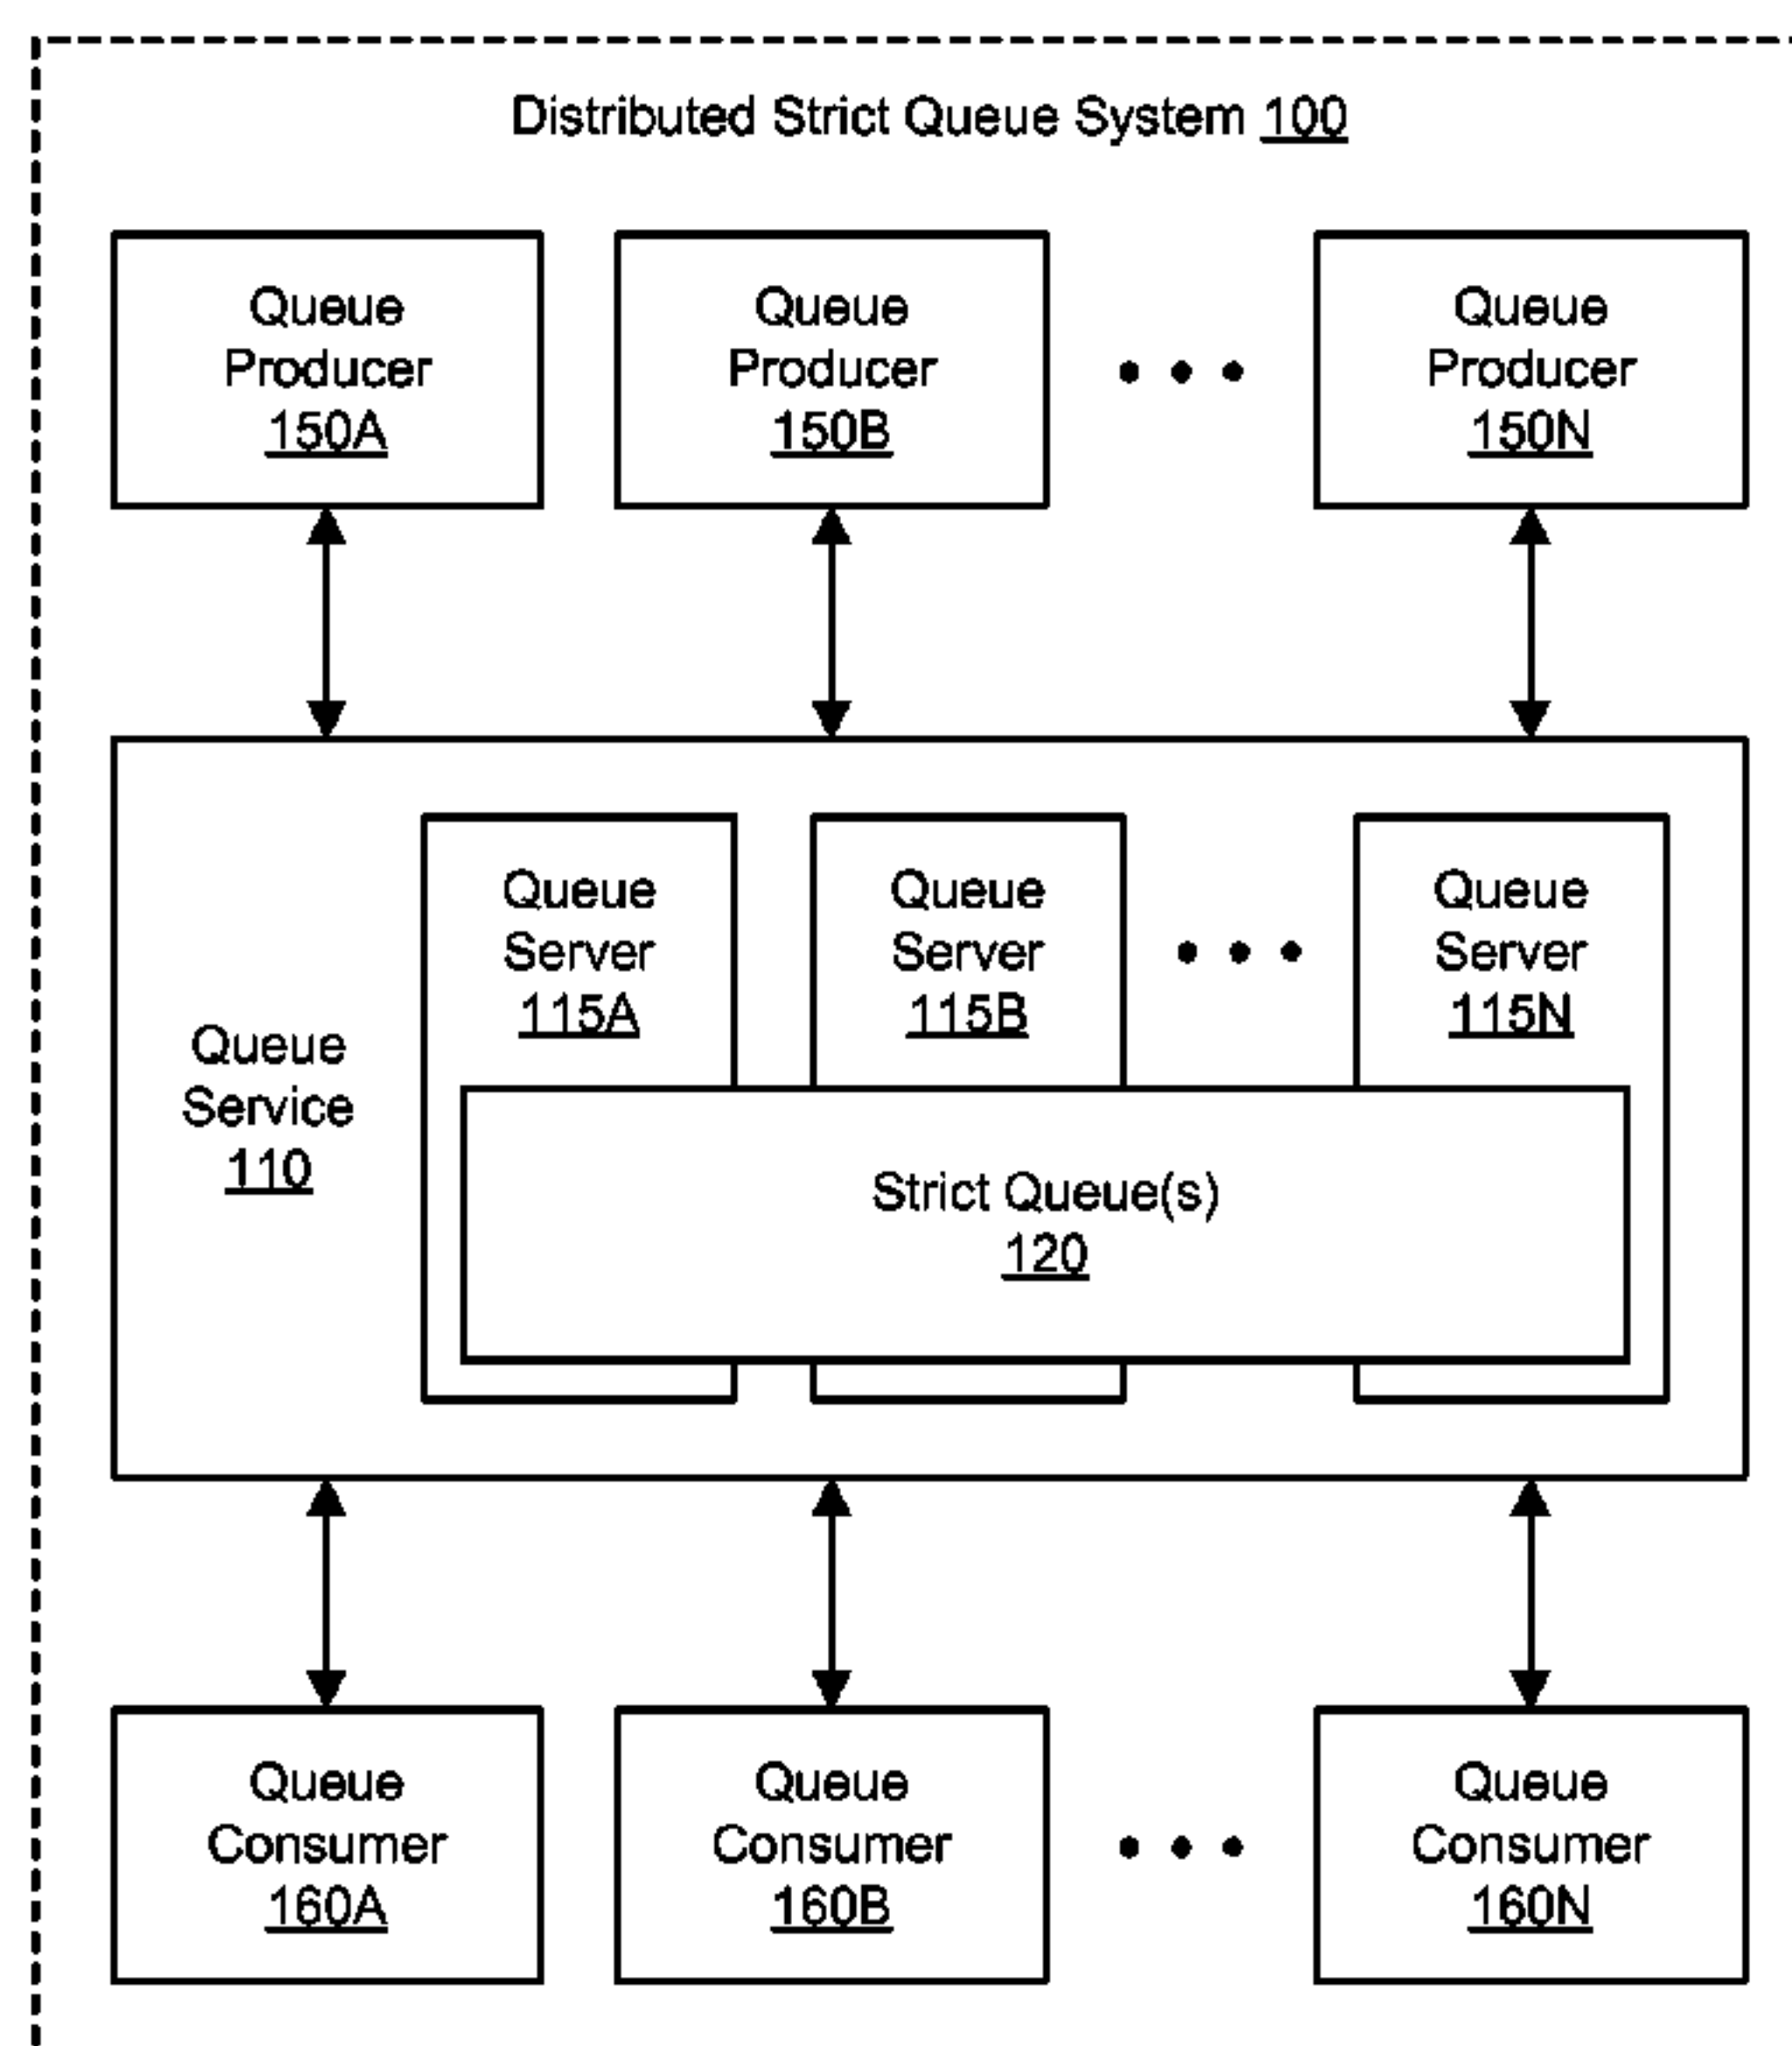 Distributed Strict Queue System 100
Queue
Producer
150A
Queue
Producer
150B
Queue
Producer
150N
Queue
Service
110
Queue
Server
115A
Queue
Server
115B
Queue
Server
115N
Strict Queue(s)
120
Queue
Consumer
160A
Queue
Consumer
160B
Queue
Consumer
160N